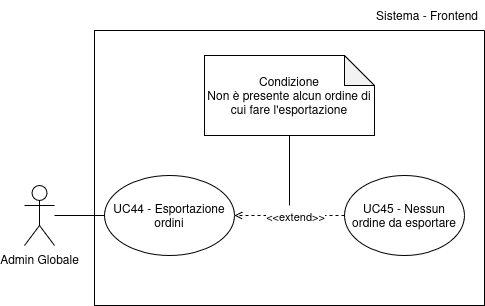 Sistema - Frontend
Condizione
Non è presente alcun ordine di
cui fare l'esportazione
UC44 - Esportazione
ordini
<<extend>>
UC45 - Nessun
ordine da esportare
Admin Globale